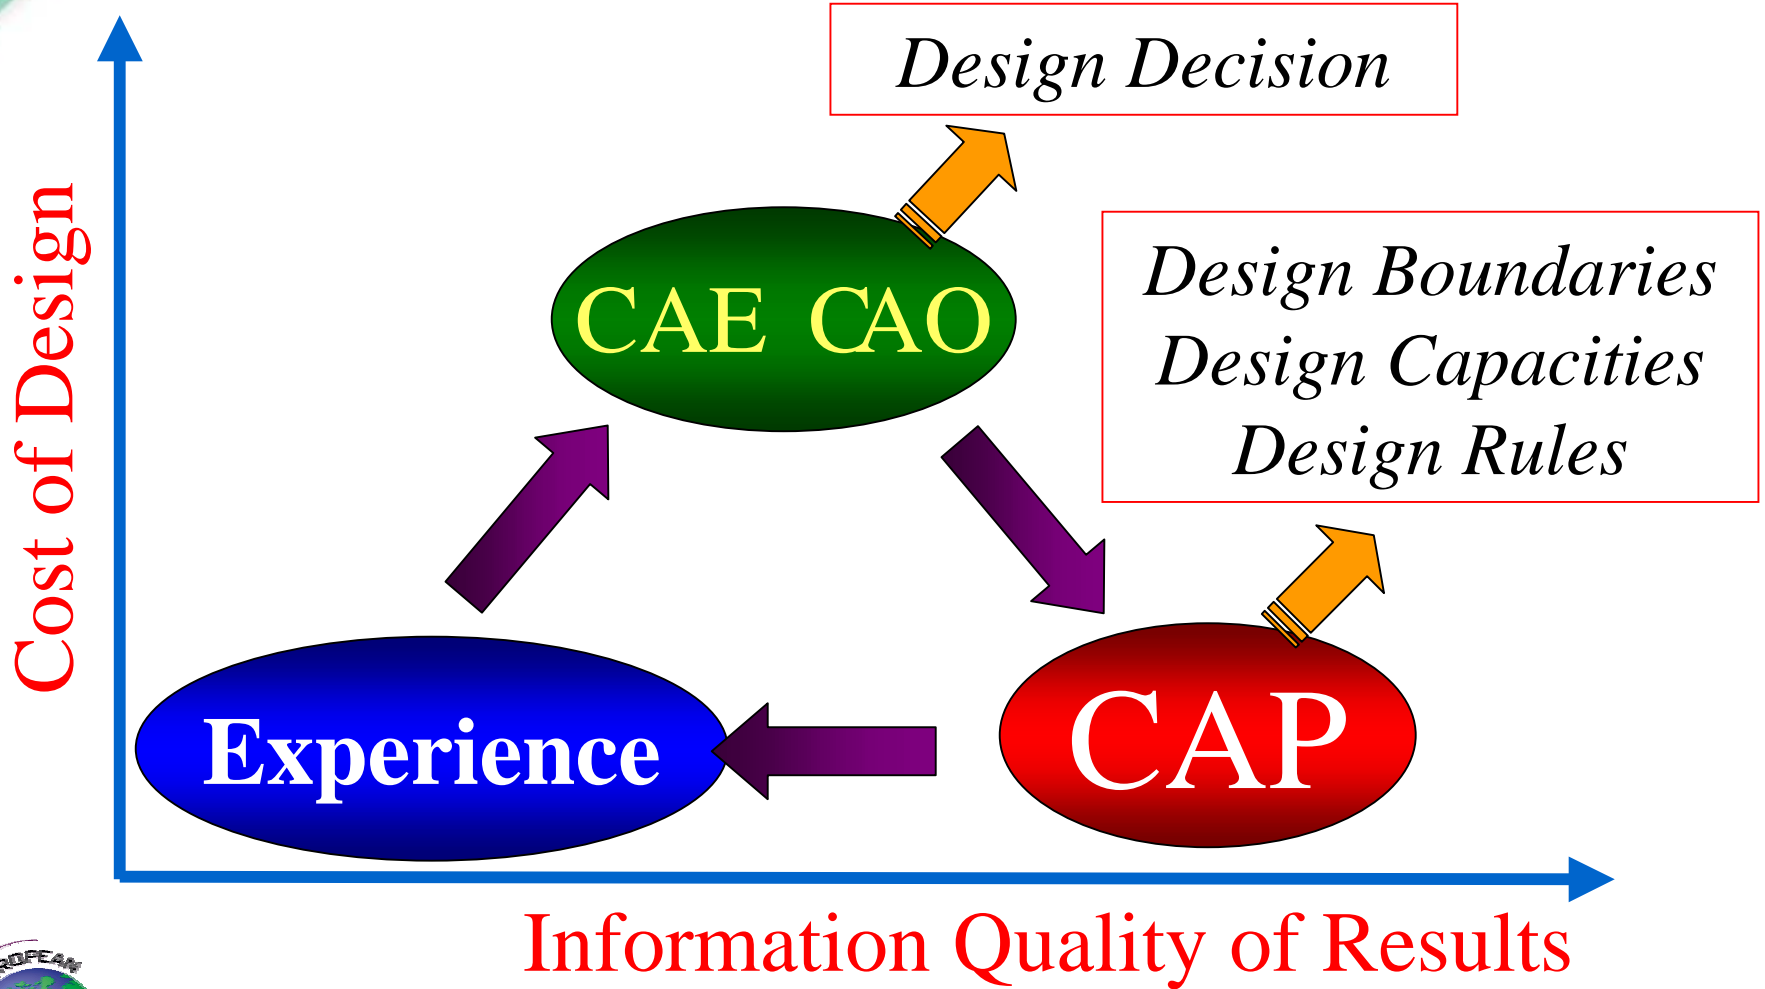 Design Decision
Cost of Design
CAE CAO
Design Boundaries
Design Capacities
Design Rules
Experience
CAP
Information Quality of Results